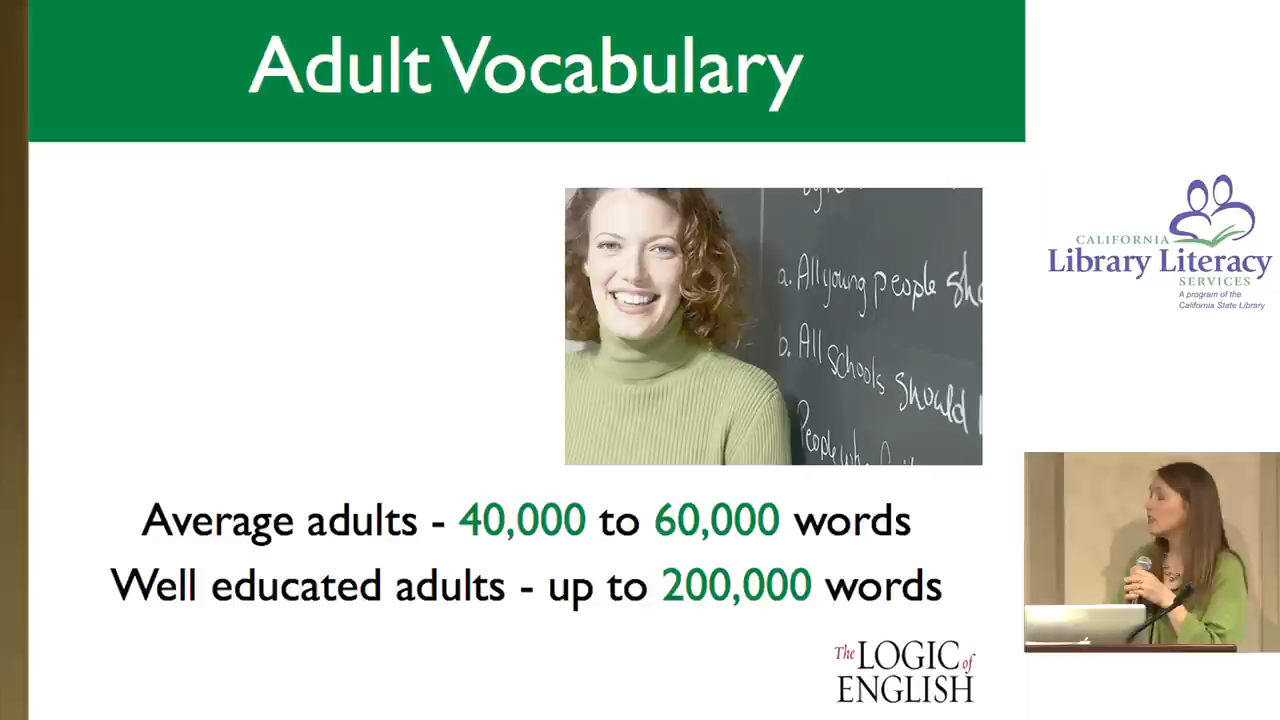 Adult Vocabulary
a. All young people
b. All schools should
Average adults - 40,000 to 60,000 words
Well educated adults - up to 200,000 words
The LOGIC of
ENGLISH
CALIFORNIA
Library Literacy
SERVICES
A program of the
California State Library